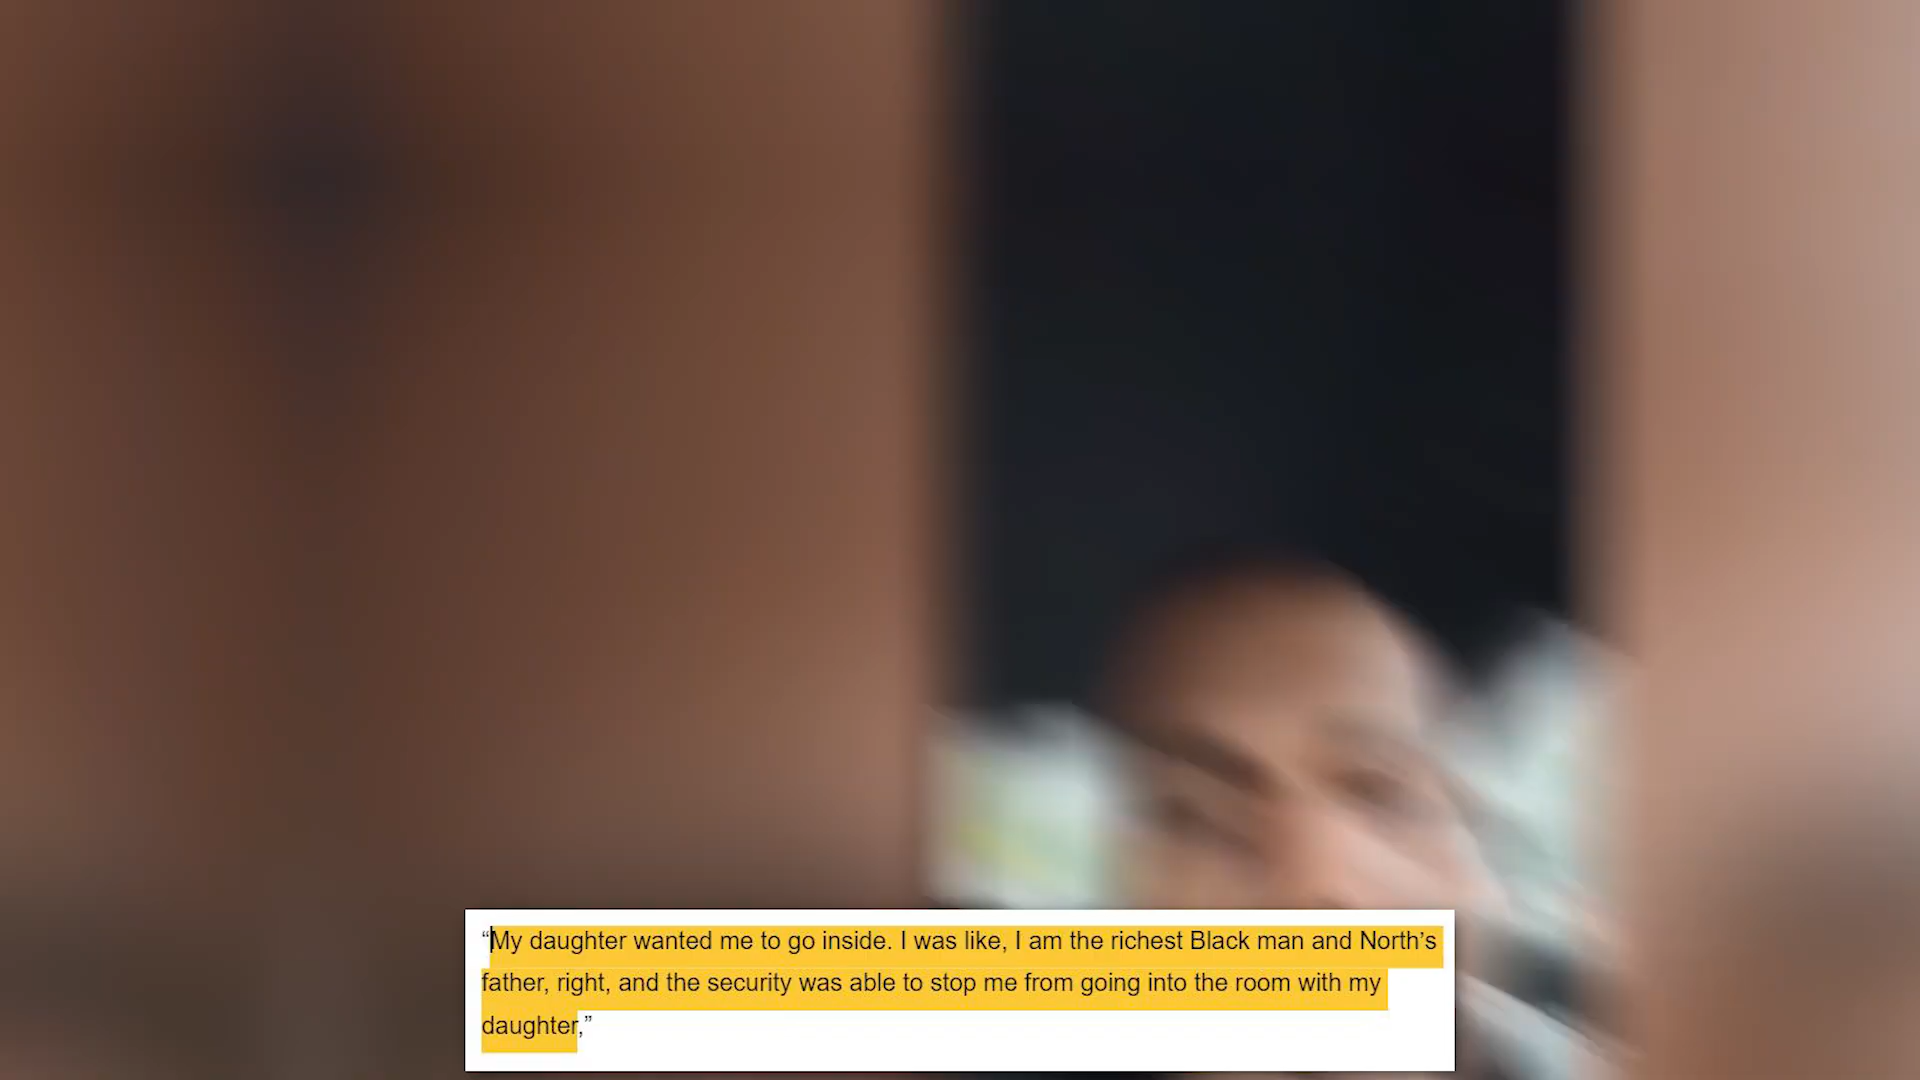 “My daughter wanted me to go inside. I was like, I am the richest Black man and North’s
father, right, and the security was able to stop me from going into the room with my
daughter,”